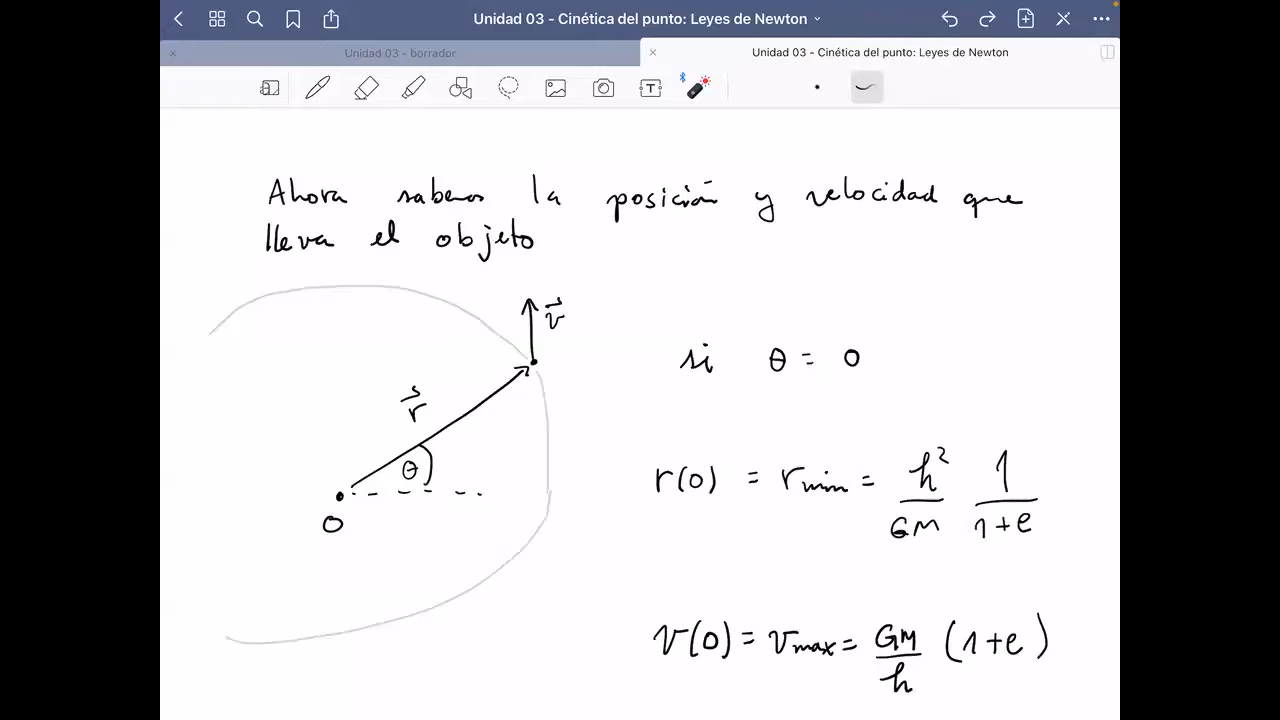 Unidad 03 - Cinética del punto: Leyes de Newton
Unidad 03 - borrador
Unidad 03 - Cinética del punto: Leyes de Newton
T
Ahora sabemos la posición y velocidad que
lleva el objeto
v⃗
si θ = 0
r⃗
θ
r(0) = rmin = h²/GM 1/1+e
O
v(0) = vmax = GM/h (1+e)